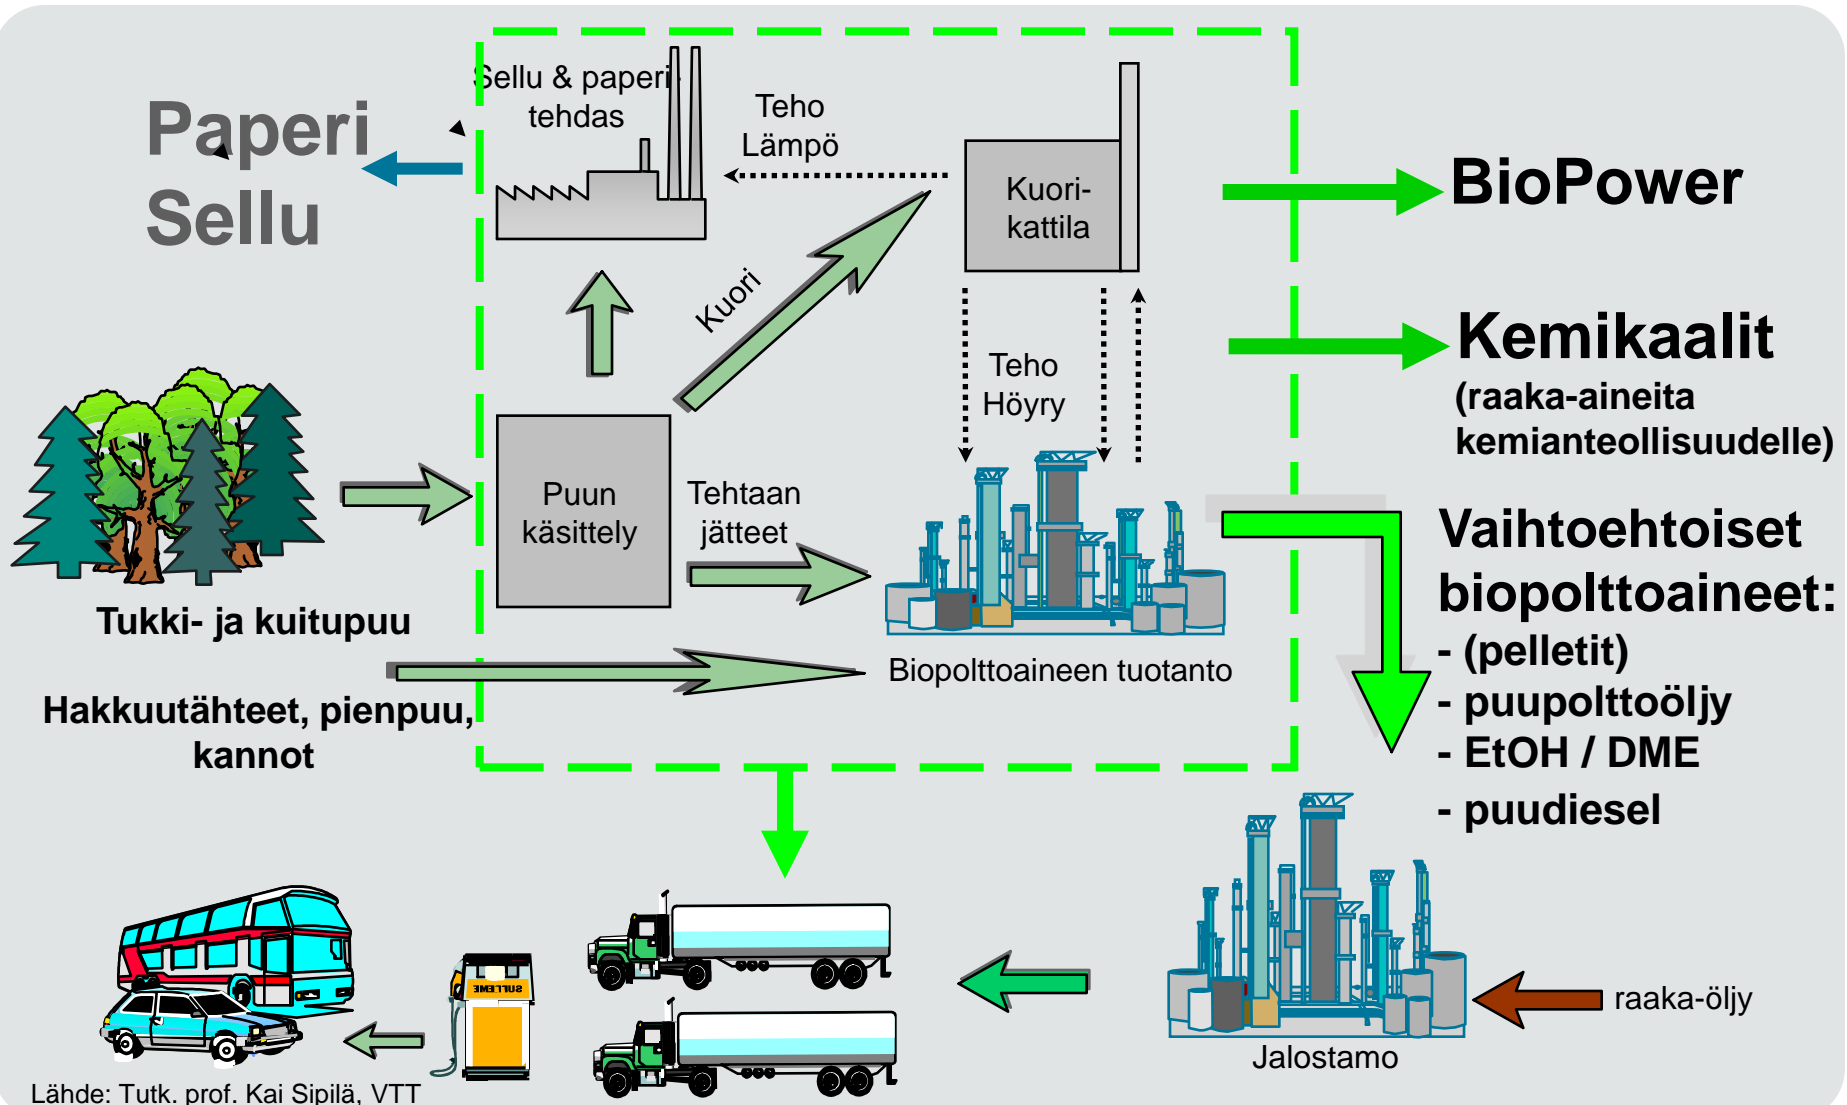 Sellu & paperi-
tehdas
Paperi
Sellu
Teho
Lämpö
Kuori-
kattila
BioPower
Kuori
Kemikaalit
(raaka-aineita
kemianteollisuudelle)
Teho
Höyry
Puun
käsittely
Tehtaan
jätteet
Vaihtoehtoiset
biopolttoaineet:
- (pelletit)
- puupolttoöljy
- EtOH / DME
- puudiesel
Tukki- ja kuitupuu
Biopolttoaineen tuotanto
Hakkuutähteet, pienpuu,
kannot
raaka-öljy
Jalostamo
Lähde: Tutk. prof. Kai Sipilä, VTT